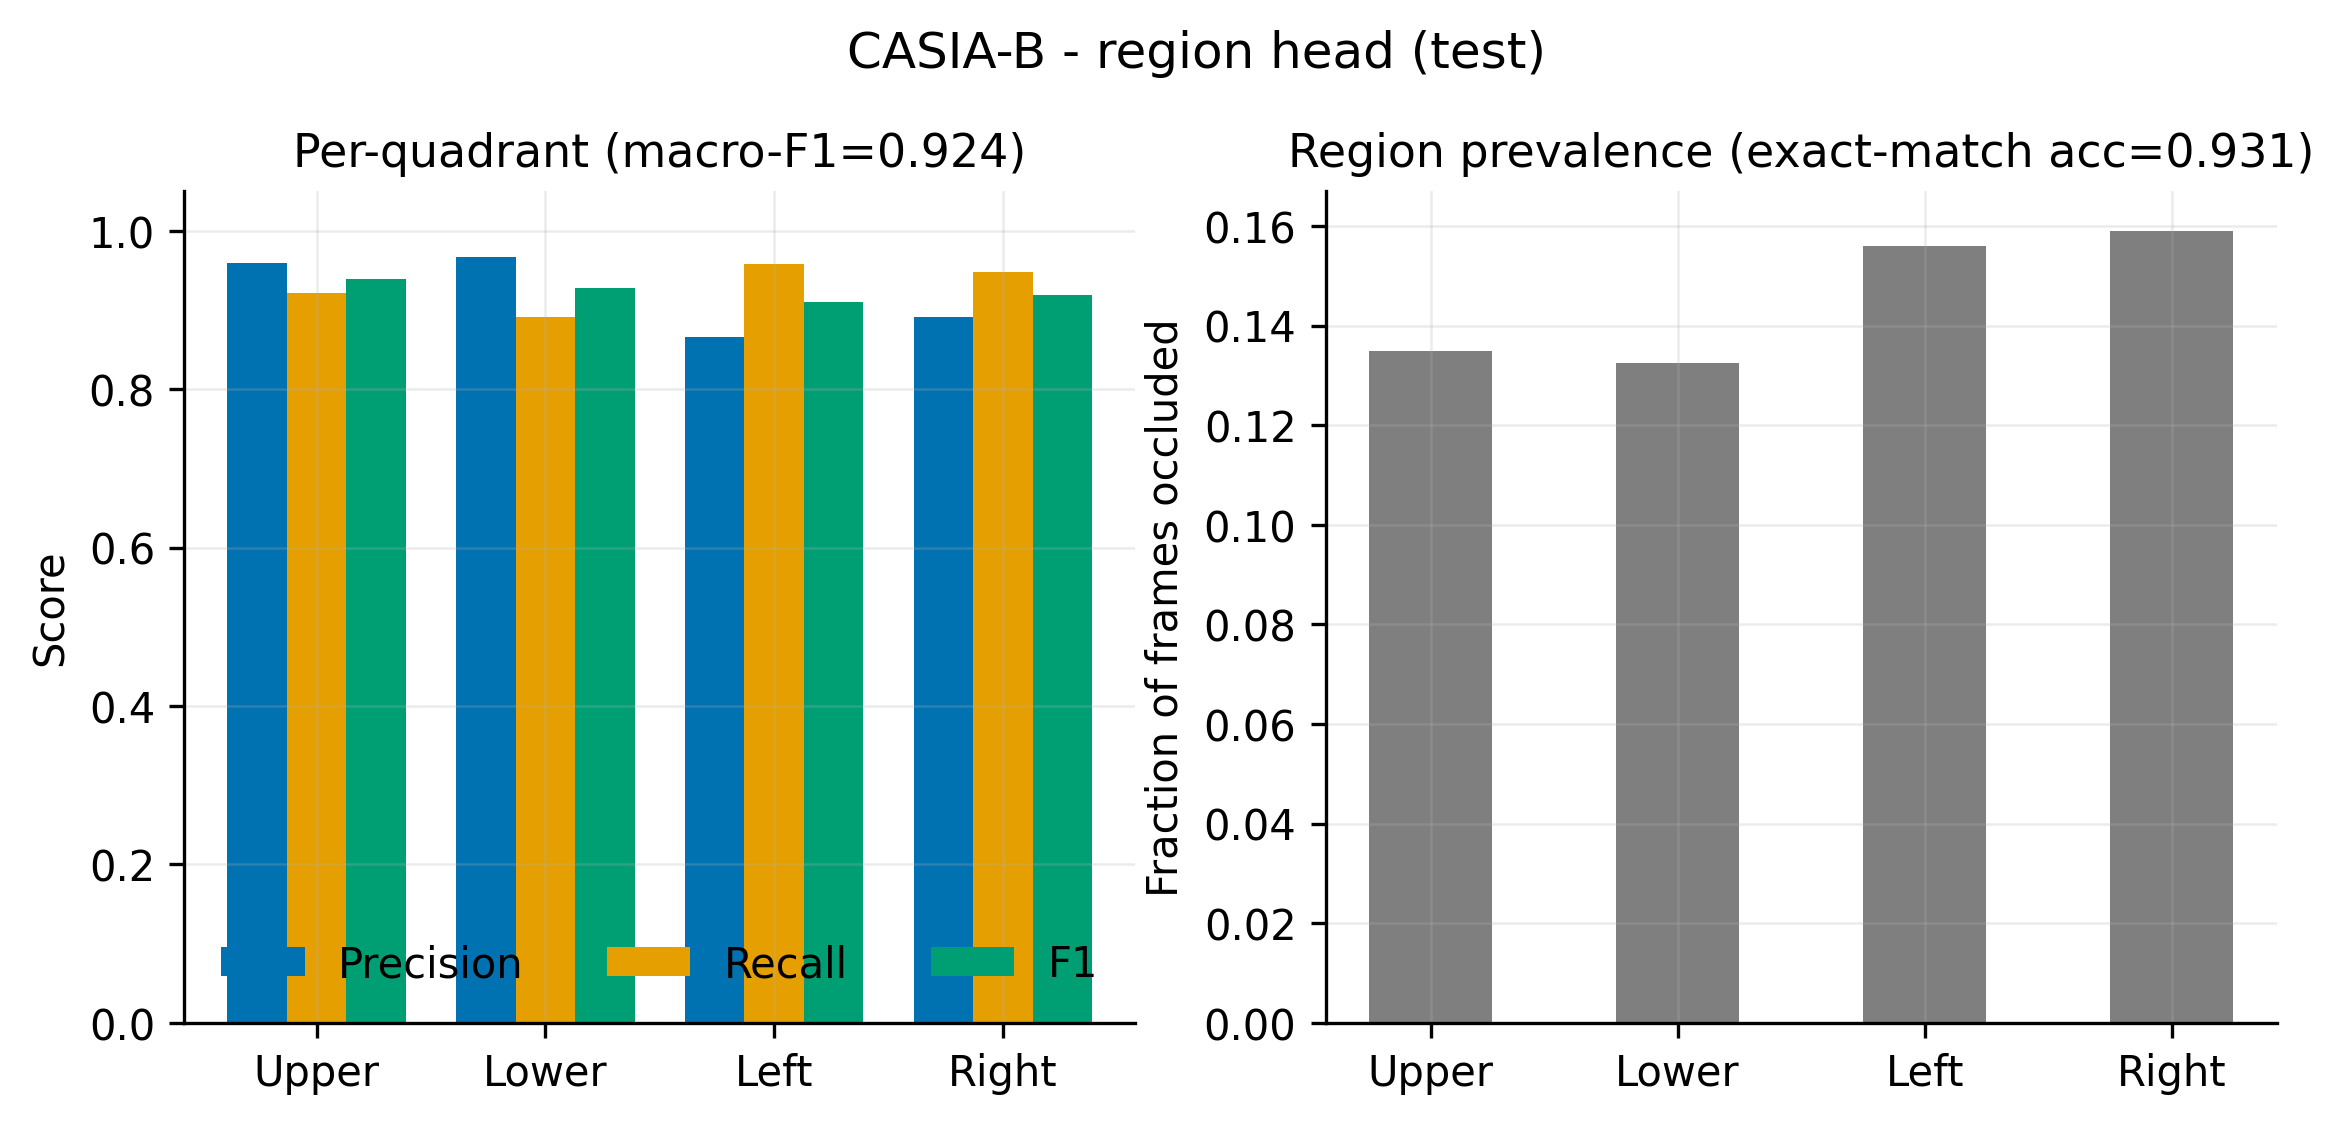 CASIA-B - region head (test)
Per-quadrant (macro-F1=0.924)
Score
1.0
0.8
0.6
0.4
0.2
0.0
Precision
Recall
F1
Upper
Lower
Left
Right
Region prevalence (exact-match acc=0.931)
Fraction of frames occluded
0.16
0.14
0.12
0.10
0.08
0.06
0.04
0.02
0.00
Upper
Lower
Left
Right